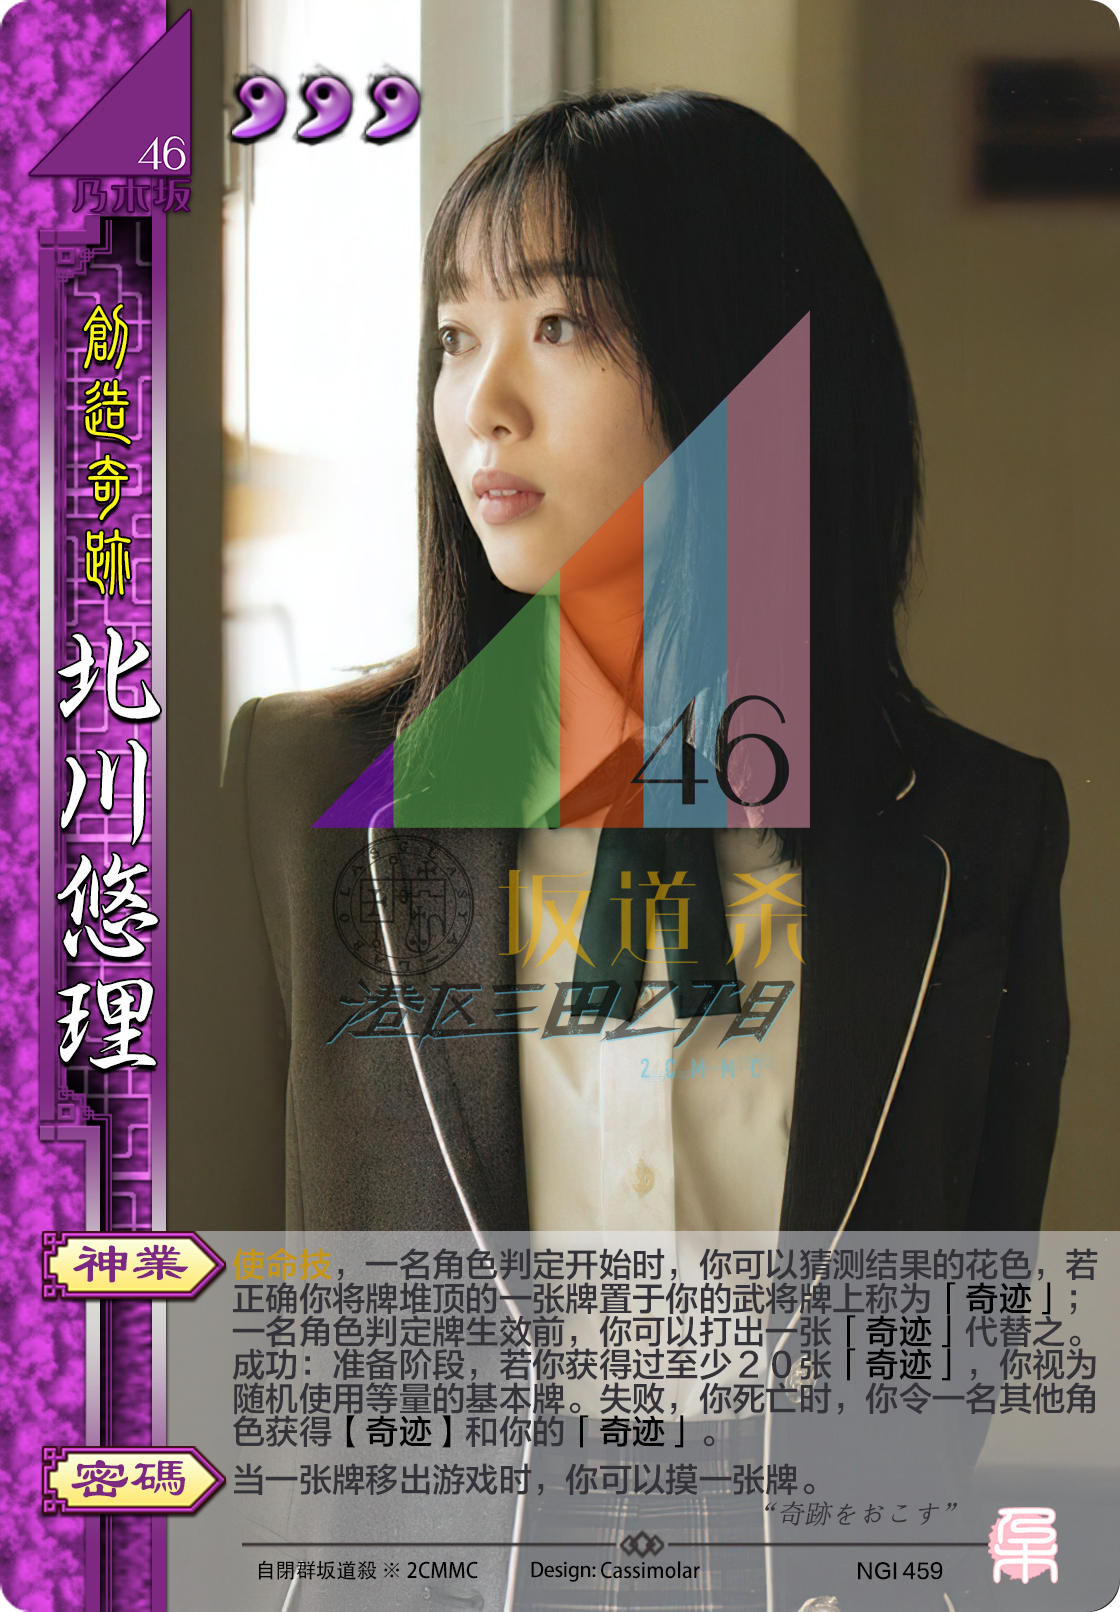 46
乃木坂
創造奇跡
北川悠理
46
坂道杀
港区三田2丁目
2CMMC
神業
使命技，一名角色判定开始时，你可以猜测结果的花色，若
正确你将牌堆顶的一张牌置于你的武将牌上称为「奇迹」；
一名角色判定牌生效前，你可以打出一张「奇迹」代替之。
成功：准备阶段，若你获得过至少２０张「奇迹」，你视为
随机使用等量的基本牌。失败，你死亡时，你令一名其他角
色获得【奇迹】和你的「奇迹」。
密碼
当一张牌移出游戏时，你可以摸一张牌。
“奇跡をおこす”
自閉群坂道殺 ※ 2CMMC
Design: Cassimolar
NGI 459